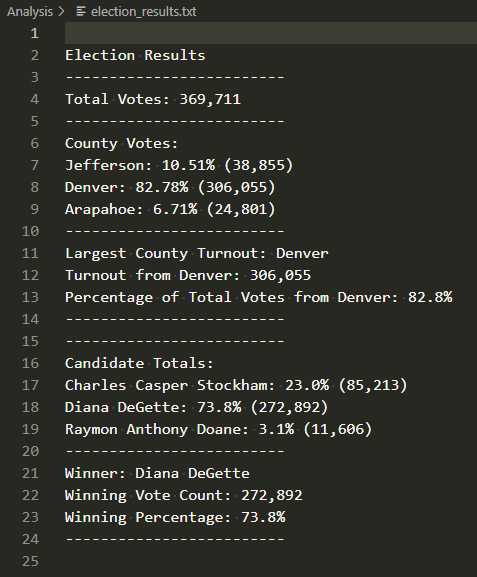 Analysis > election_results.txt
1
2 Election Results
3 -------------------------
4 Total Votes: 369,711
5 -------------------------
6 County Votes:
7 Jefferson: 10.51% (38,855)
8 Denver: 82.78% (306,055)
9 Arapahoe: 6.71% (24,801)
10 -------------------------
11 Largest County Turnout: Denver
12 Turnout from Denver: 306,055
13 Percentage of Total Votes from Denver: 82.8%
14 -------------------------
15 -------------------------
16 Candidate Totals:
17 Charles Casper Stockham: 23.0% (85,213)
18 Diana DeGette: 73.8% (272,892)
19 Raymon Anthony Doane: 3.1% (11,606)
20 -------------------------
21 Winner: Diana DeGette
22 Winning Vote Count: 272,892
23 Winning Percentage: 73.8%
24 -------------------------
25